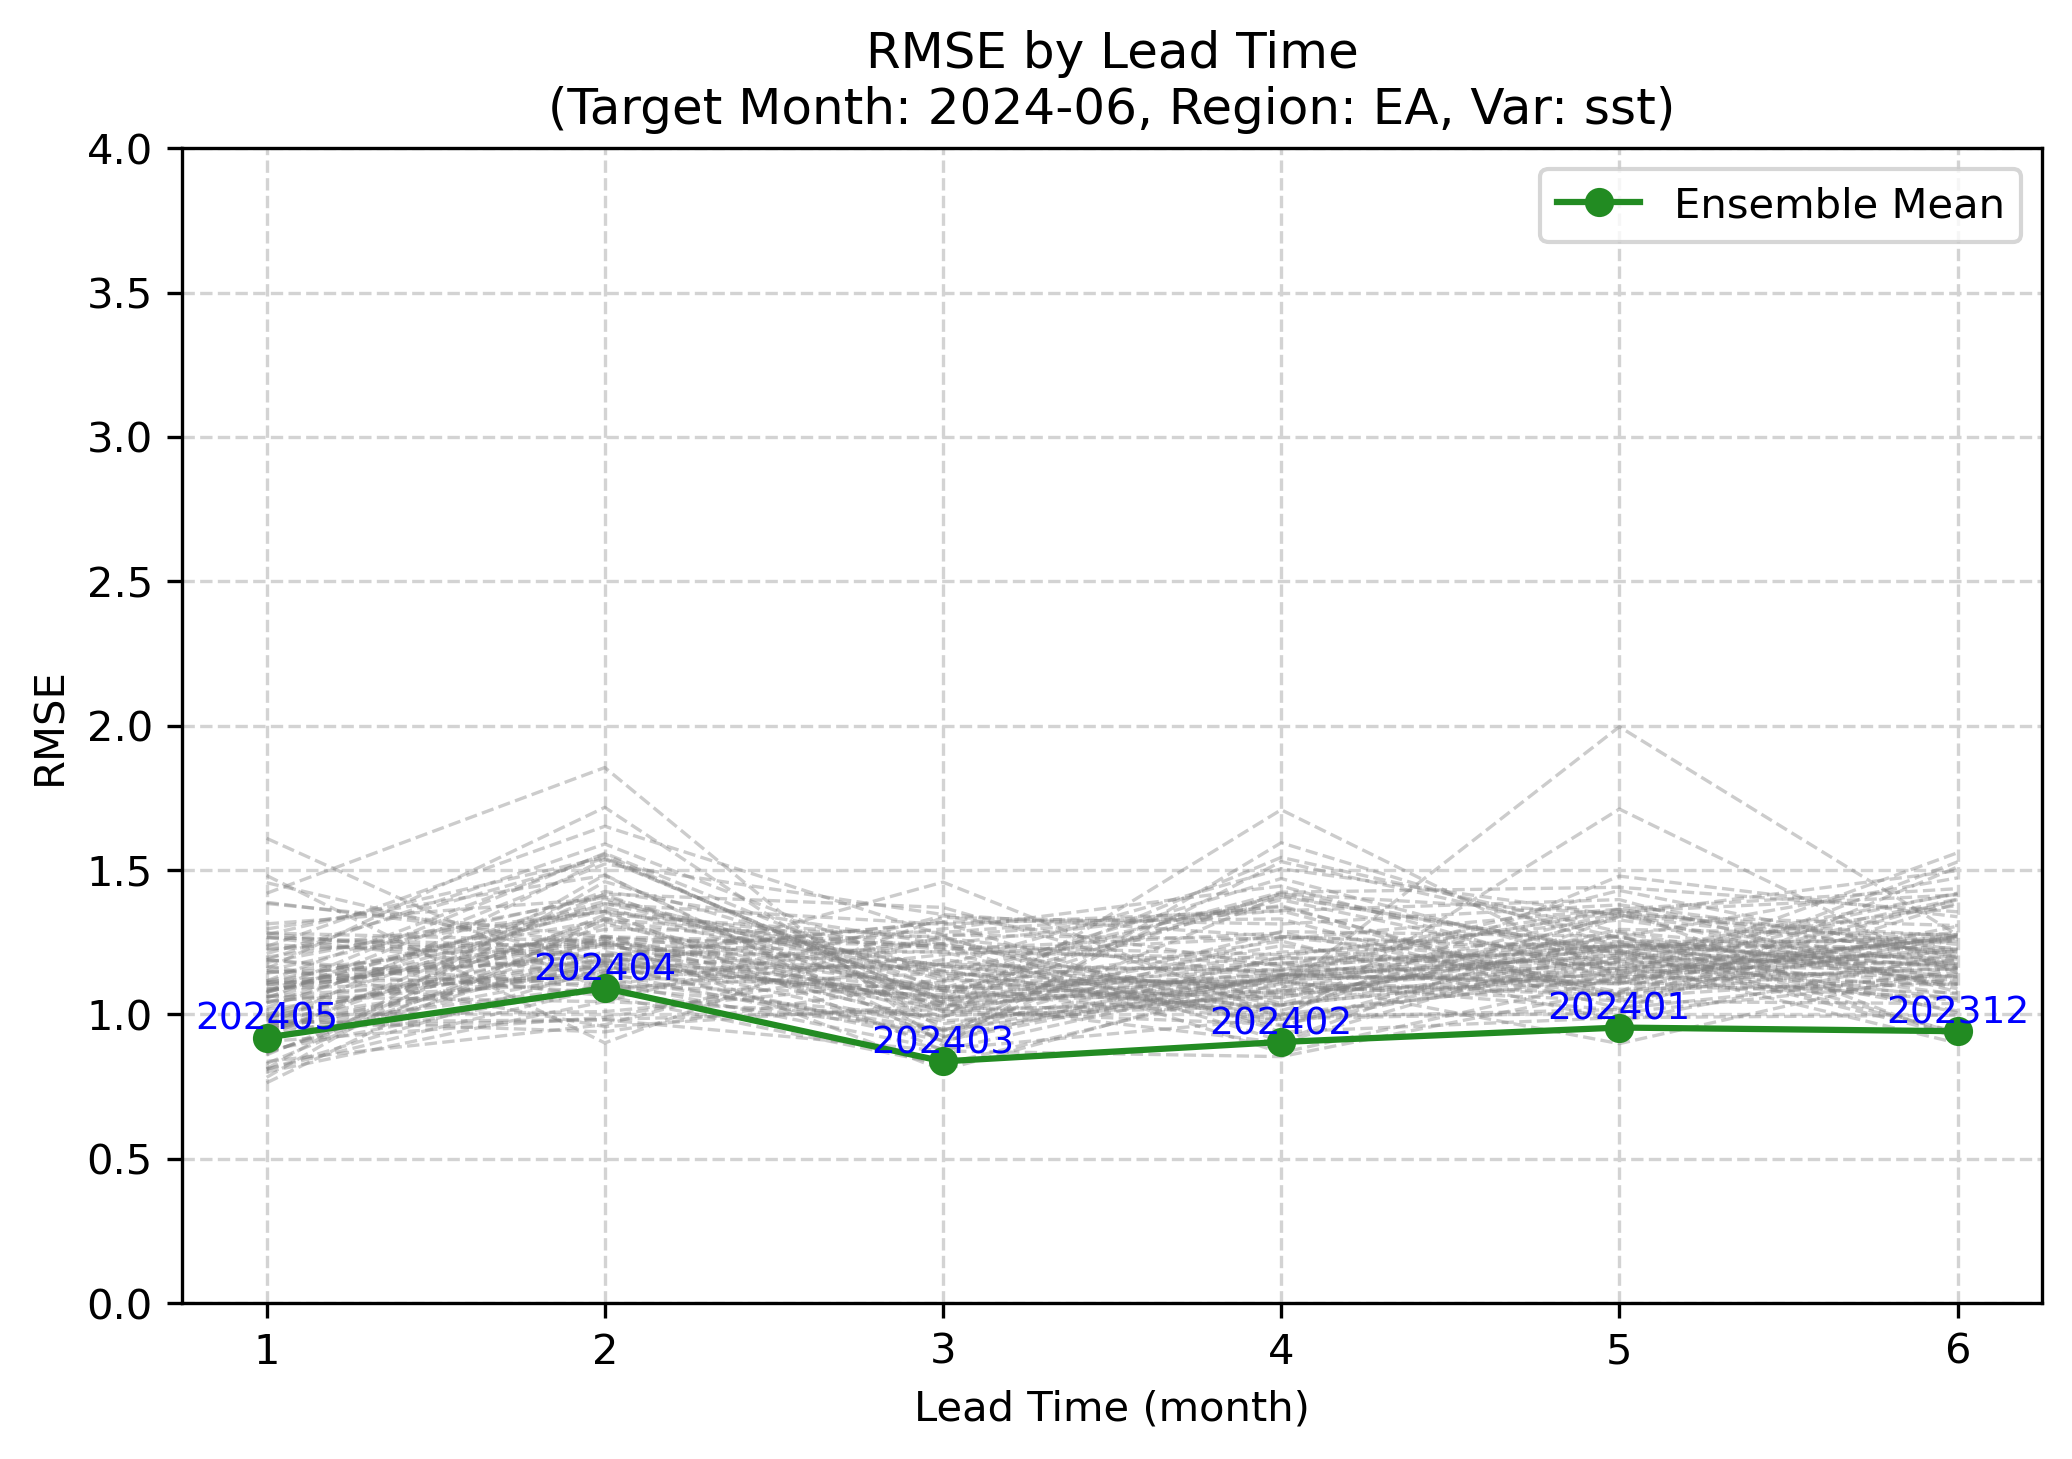 RMSE by Lead Time
(Target Month: 2024-06, Region: EA, Var: sst)
Ensemble Mean
RMSE
4.0
3.5
3.0
2.5
2.0
1.5
1.0
0.5
0.0
202405
202404
202403
202402
202401
202312
1 2 3 4 5 6
Lead Time (month)